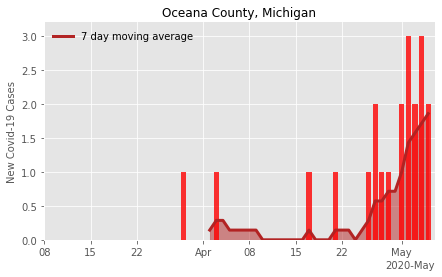 Oceana County, Michigan
7 day moving average
New Covid-19 Cases
3.0
2.5
2.0
1.5
1.0
0.5
0.0
08 15 22 Apr 08 15 22 May
2020-May